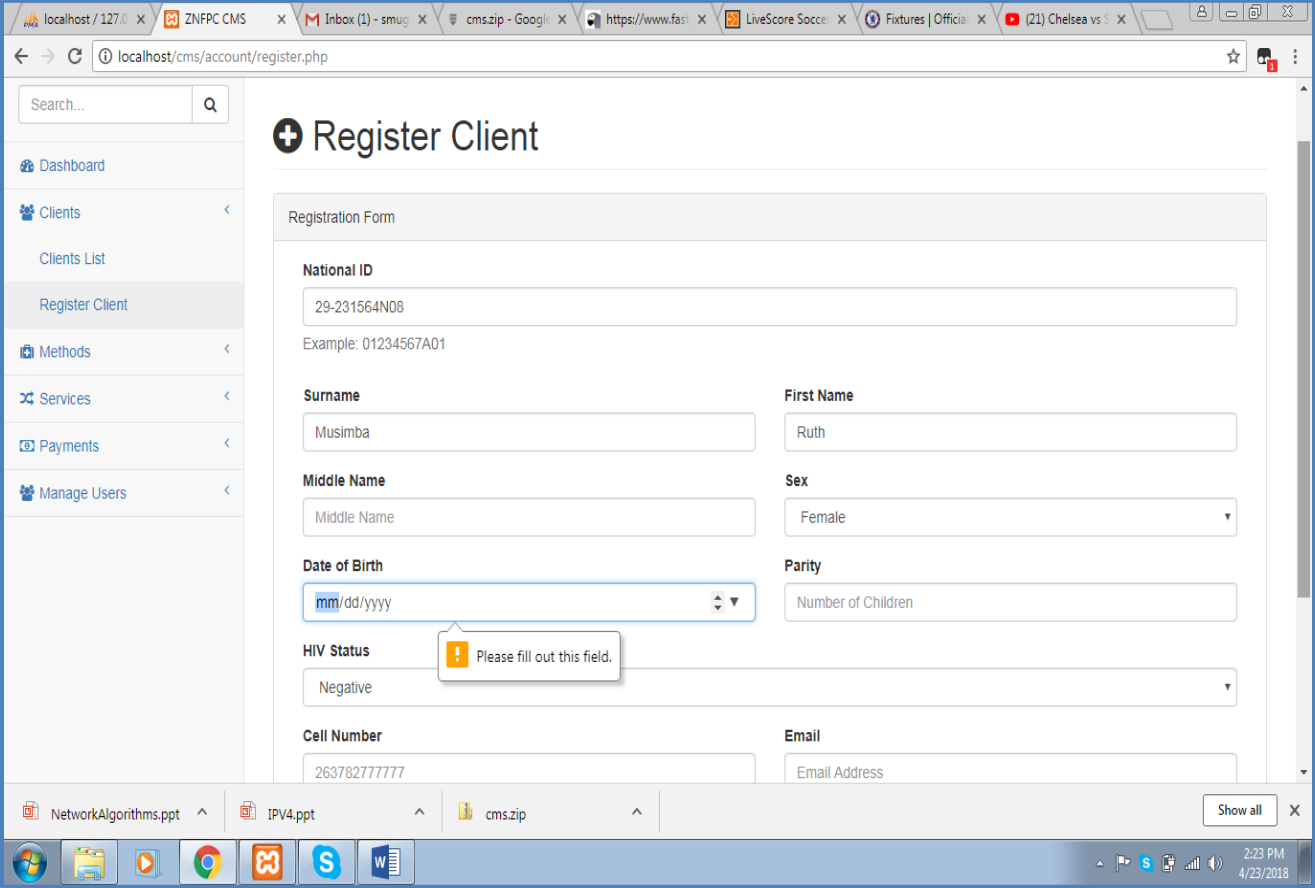 localhost / 127.0
ZNFPC CMS
Inbox (1) - smug
cms.zip - Google
https://www.fast
LiveScore Soccer
Fixtures | Official
(21) Chelsea vs S
localhost/cms/account/register.php
1
Search...
Register Client
Dashboard
Clients
Clients List
Register Client
Methods
Services
Payments
Manage Users
Registration Form
National ID
29-231564N08
Example: 01234567A01
Surname
First Name
Musimba
Ruth
Middle Name
Sex
Middle Name
Female
Date of Birth
Parity
mm/dd/yyyy
Number of Children
Please fill out this field.
HIV Status
Negative
Cell Number
Email
263782777777
Email Address
NetworkAlgorithms.ppt
IPV4.ppt
cms.zip
Show all
2:23 PM
4/23/2018